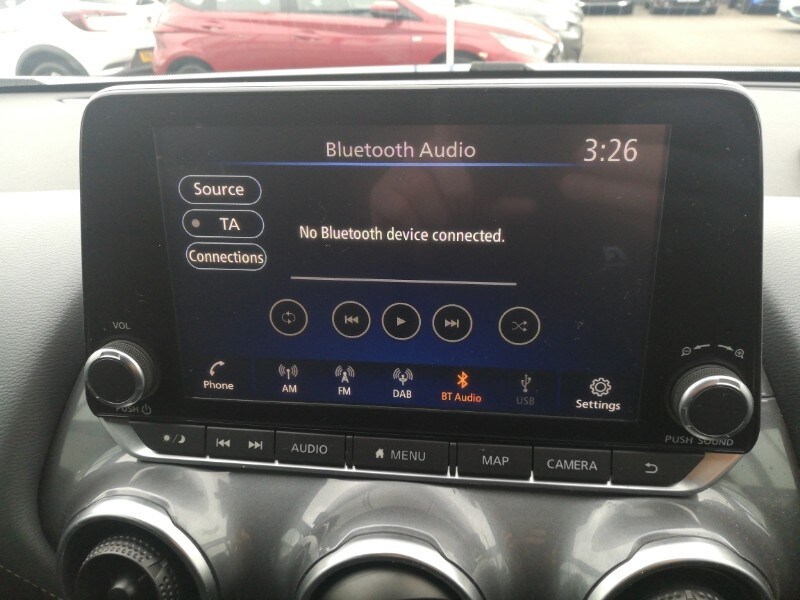 Bluetooth Audio
3:26
Source
TA
No Bluetooth device connected.
Connections
VOL
PUSH
Phone
AM
FM
DAB
BT Audio
USB
Settings
PUSH SOUND
AUDIO
MENU
MAP
CAMERA